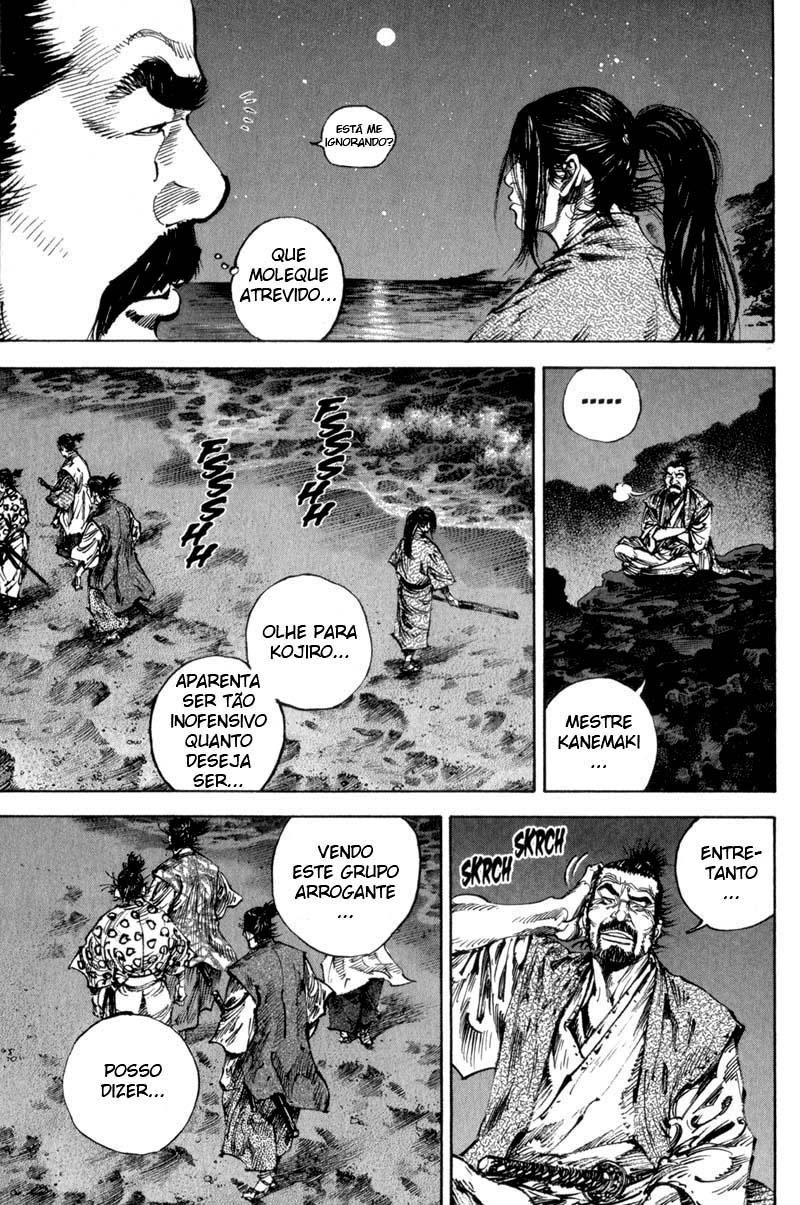 ESTÁ ME
IGNORANDO?
QUE
MOLEQUE
ATREVIDO...
.....
MESTRE
KANEMAKI
...
FSSSHH
FSSSHH
OLHE PARA
KOJIRO...
APARENTA
SER TÃO
INOFENSIVO
QUANTO
DESEJA
SER...
ENTRE-
TANTO
...
SKRCH
SKRCH
VENDO
ESTE GRUPO
ARROGANTE
...
POSSO
DIZER...